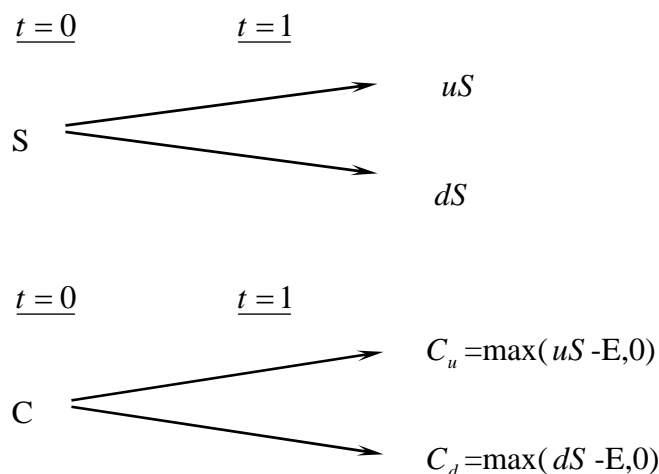 t = 0 t = 1
uS
S
dS
t = 0 t = 1
C_u =max(uS -E,0)
C
C_d =max(dS -E,0)